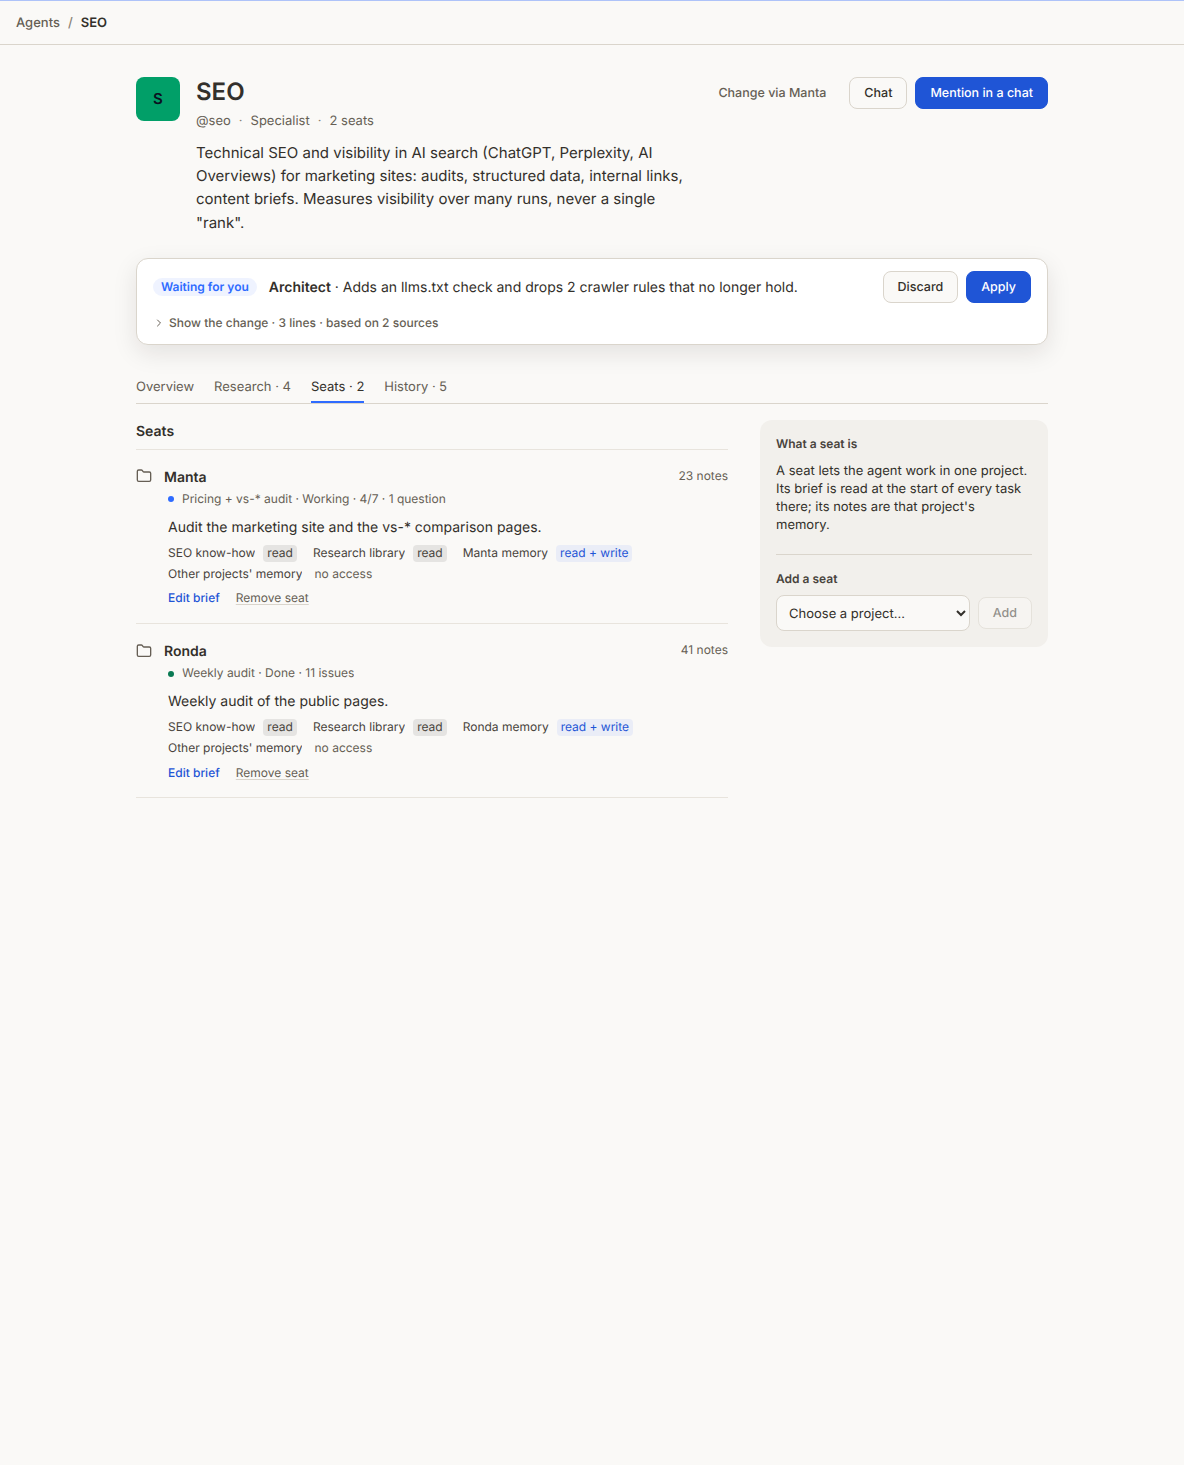 Agents / SEO
S
SEO
@seo · Specialist · 2 seats
Change via Manta
Chat
Mention in a chat
Technical SEO and visibility in AI search (ChatGPT, Perplexity, AI
Overviews) for marketing sites: audits, structured data, internal links,
content briefs. Measures visibility over many runs, never a single
"rank".
Waiting for you
Architect · Adds an llms.txt check and drops 2 crawler rules that no longer hold.
Discard
Apply
Show the change · 3 lines · based on 2 sources
Overview
Research · 4
Seats · 2
History · 5
Seats
Manta
23 notes
Pricing + vs-* audit · Working · 4/7 · 1 question
Audit the marketing site and the vs-* comparison pages.
SEO know-how read Research library read Manta memory read + write
Other projects' memory no access
Edit brief Remove seat
Ronda
41 notes
Weekly audit · Done · 11 issues
Weekly audit of the public pages.
SEO know-how read Research library read Ronda memory read + write
Other projects' memory no access
Edit brief Remove seat
What a seat is
A seat lets the agent work in one project.
Its brief is read at the start of every task
there; its notes are that project's
memory.
Add a seat
Choose a project...
Add